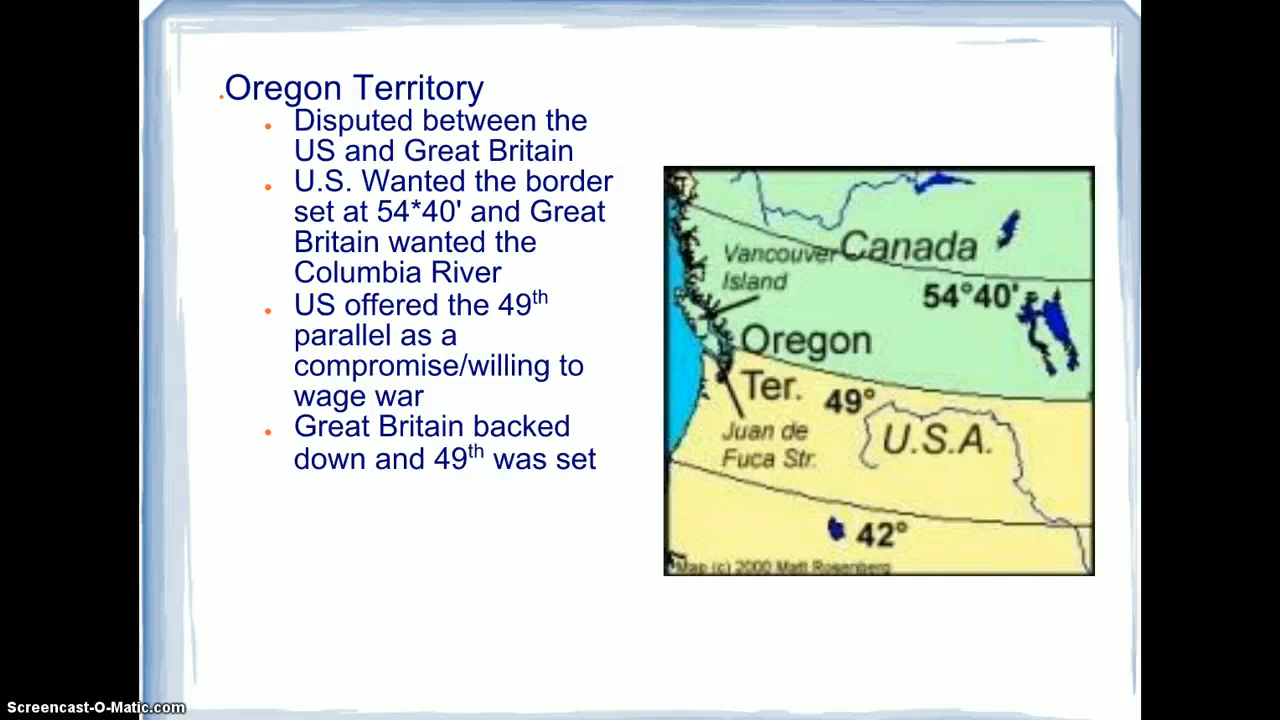 Oregon Territory
Disputed between the
US and Great Britain
U.S. Wanted the border
set at 54*40' and Great
Britain wanted the
Columbia River
US offered the 49th
parallel as a
compromise/willing to
wage war
Great Britain backed
down and 49th was set
Canada
Vancouver
Island
54°40'
Oregon
Ter.
49°
U.S.A.
Juan de
Fuca Str.
42°
Map (c) 2000 Matt Rosenberg
Screencast-O-Matic.com